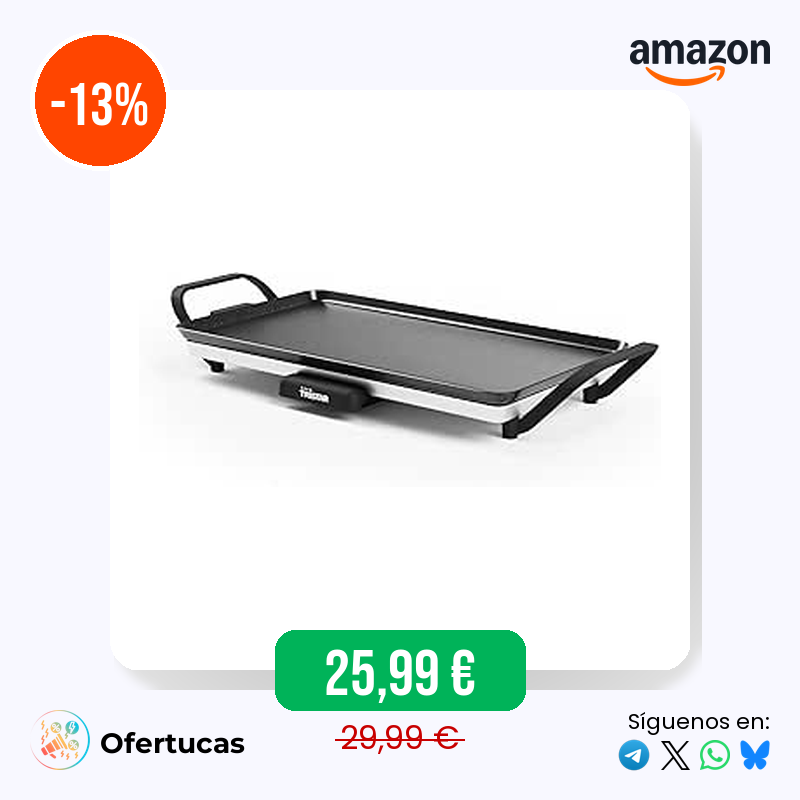 -13%
amazon
TRISTAR
25,99 €
29,99 €
Ofertucas
Síguenos en: